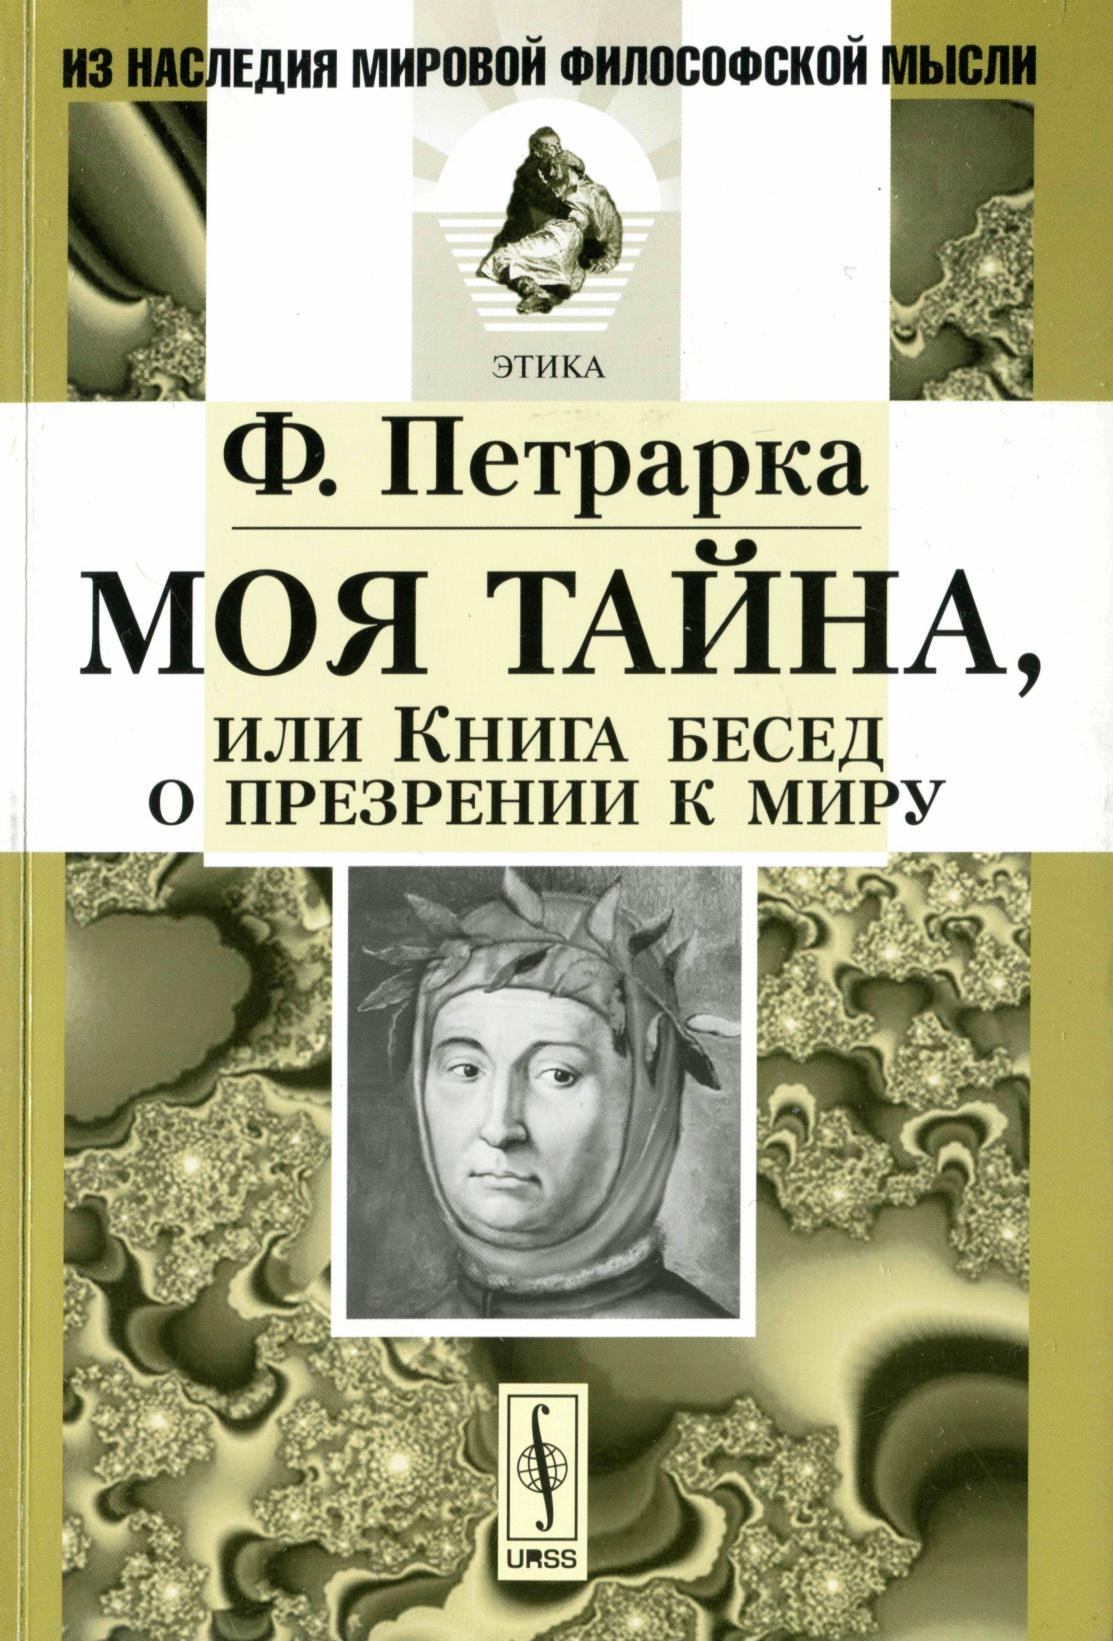 ИЗ НАСЛЕДИЯ МИРОВОЙ ФИЛОСОФСКОЙ МЫСЛИ
ЭТИКА
Ф. Петрарка
МОЯ ТАЙНА,
ИЛИ КНИГА БЕСЕД
О ПРЕЗРЕНИИ К МИРУ
URSS